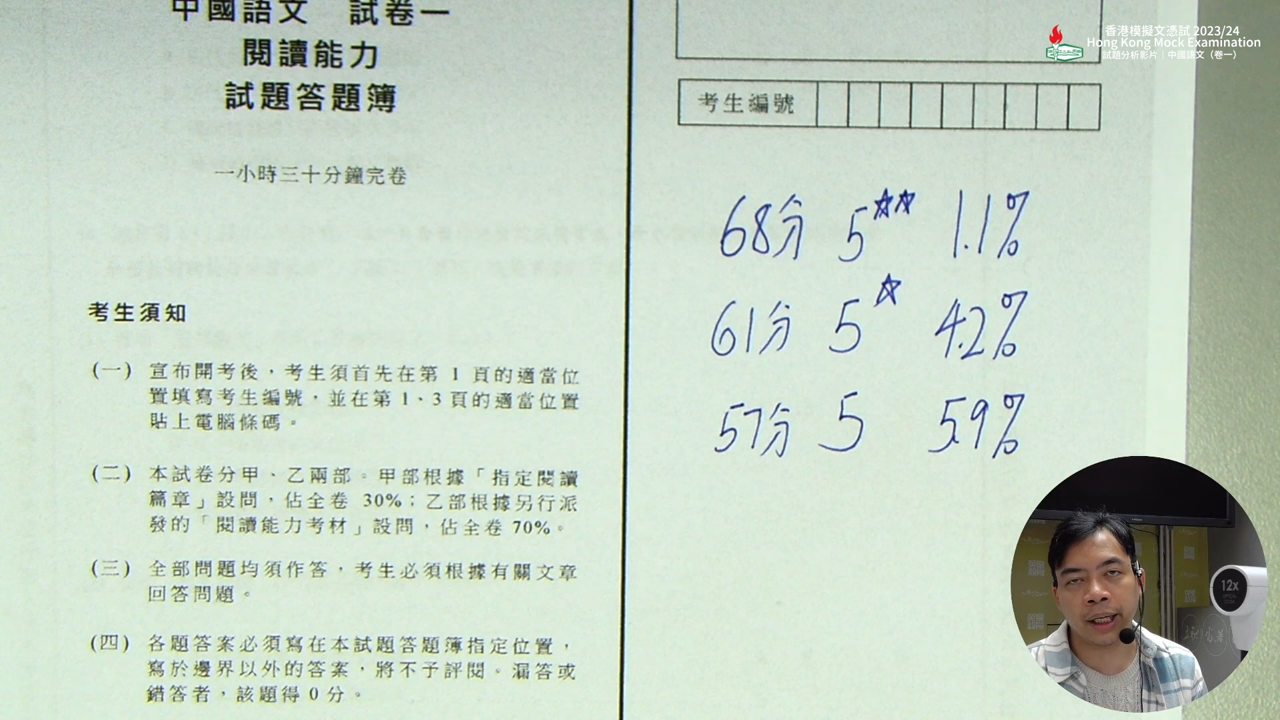 中國語文 試卷一
閱讀能力
試題答題簿
一小時三十分鐘完卷
考生須知
(一) 宣布開考後，考生須首先在第 1 頁的適當位
置填寫考生編號，並在第 1、3 頁的適當位置
貼上電腦條碼。
(二) 本試卷分甲、乙兩部。甲部根據「指定閱讀
篇章」設問，佔全卷 30%；乙部根據另行派
發的「閱讀能力考材」設問，佔全卷 70%。
(三) 全部問題均須作答，考生必須根據有關文章
回答問題。
(四) 各題答案必須寫在本試題答題簿指定位置，
寫於邊界以外的答案，將不予評閱。漏答或
錯答者，該題得 0 分。
香港模擬文憑試 2023/24
Hong Kong Mock Examination
試題分析影片｜中國語文（卷一）
考生編號
68分 5** 1.1%
61分 5* 4.2%
57分 5 5.9%
12x